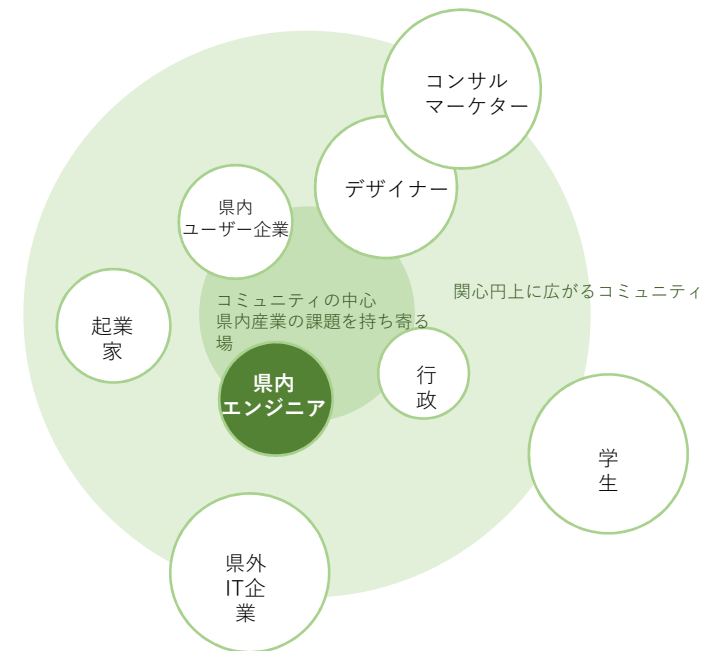 コンサル
マーケター
デザイナー
県内
ユーザー企業
関心円上に広がるコミュニティ
コミュニティの中心
県内産業の課題を持ち寄る
場
起業
家
行
政
県内
エンジニア
学
生
県外
IT企
業